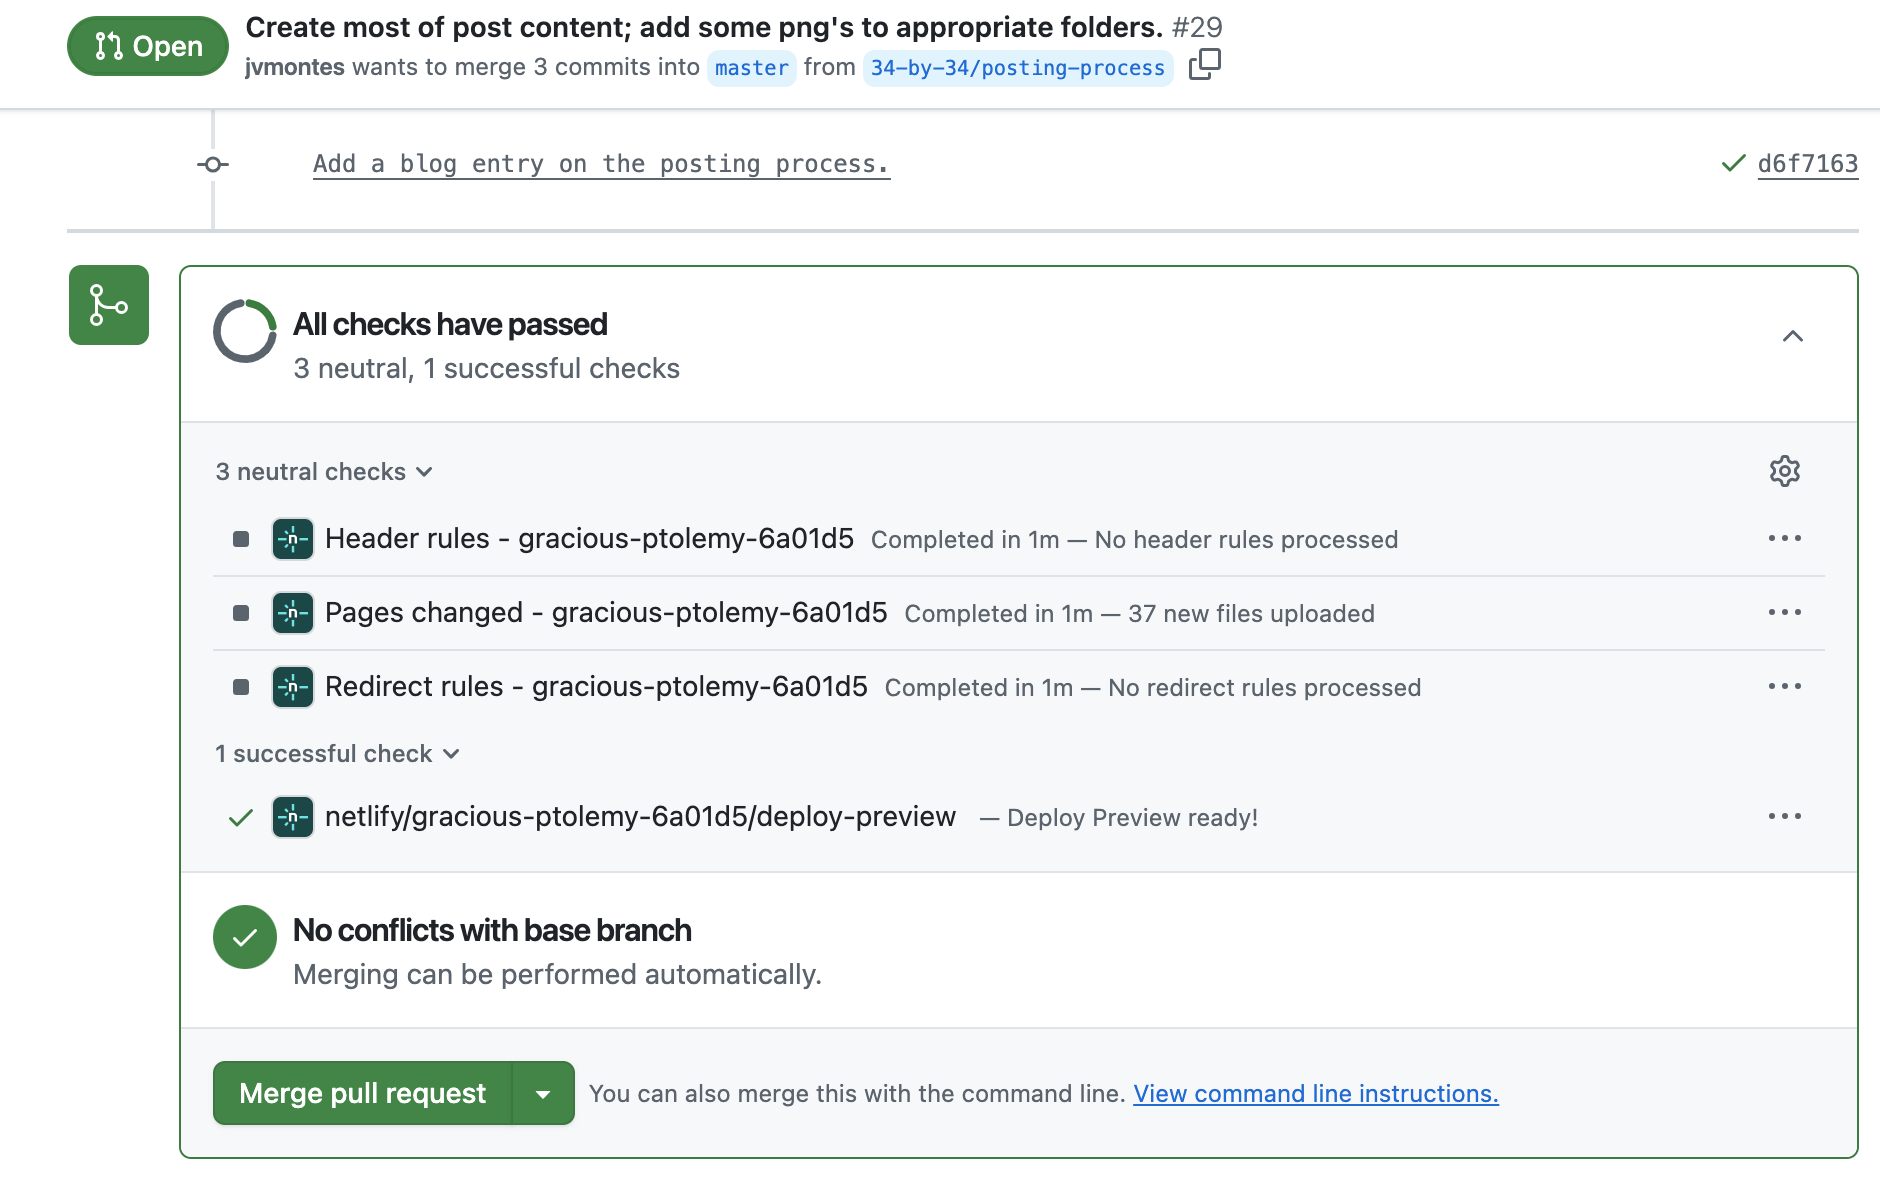 Open
Create most of post content; add some png's to appropriate folders. #29
jvmontes wants to merge 3 commits into master from 34-by-34/posting-process
Add a blog entry on the posting process.
d6f7163
All checks have passed
3 neutral, 1 successful checks
3 neutral checks
Header rules - gracious-ptolemy-6a01d5 Completed in 1m — No header rules processed
Pages changed - gracious-ptolemy-6a01d5 Completed in 1m — 37 new files uploaded
Redirect rules - gracious-ptolemy-6a01d5 Completed in 1m — No redirect rules processed
1 successful check
netlify/gracious-ptolemy-6a01d5/deploy-preview — Deploy Preview ready!
No conflicts with base branch
Merging can be performed automatically.
Merge pull request
You can also merge this with the command line. View command line instructions.